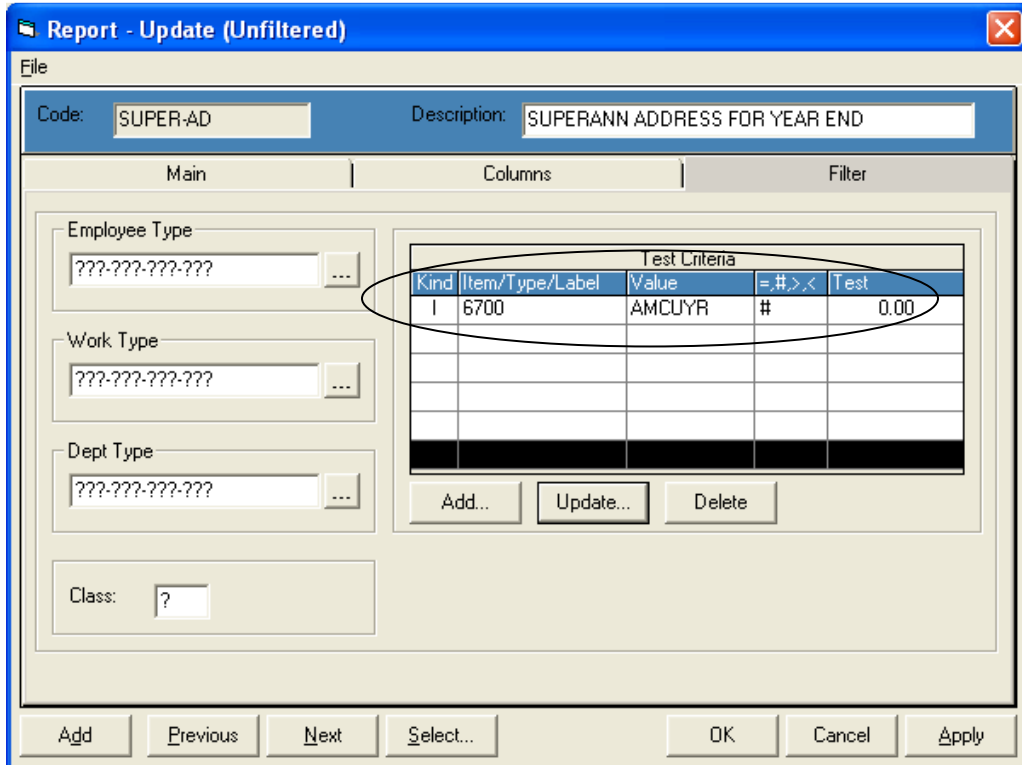 Report - Update (Unfiltered)
File
Code: SUPER-AD Description: SUPERANN ADDRESS FOR YEAR END
Main Columns Filter
Employee Type
???-???-???-??? ...
Work Type
???-???-???-??? ...
Dept Type
???-???-???-??? ...
Class: ?
Test Criteria
Kind Item/Type/Label Value =,#,>,< Test
I 6700 AMCUYR # 0.00
Add... Update... Delete
Add Previous Next Select... OK Cancel Apply